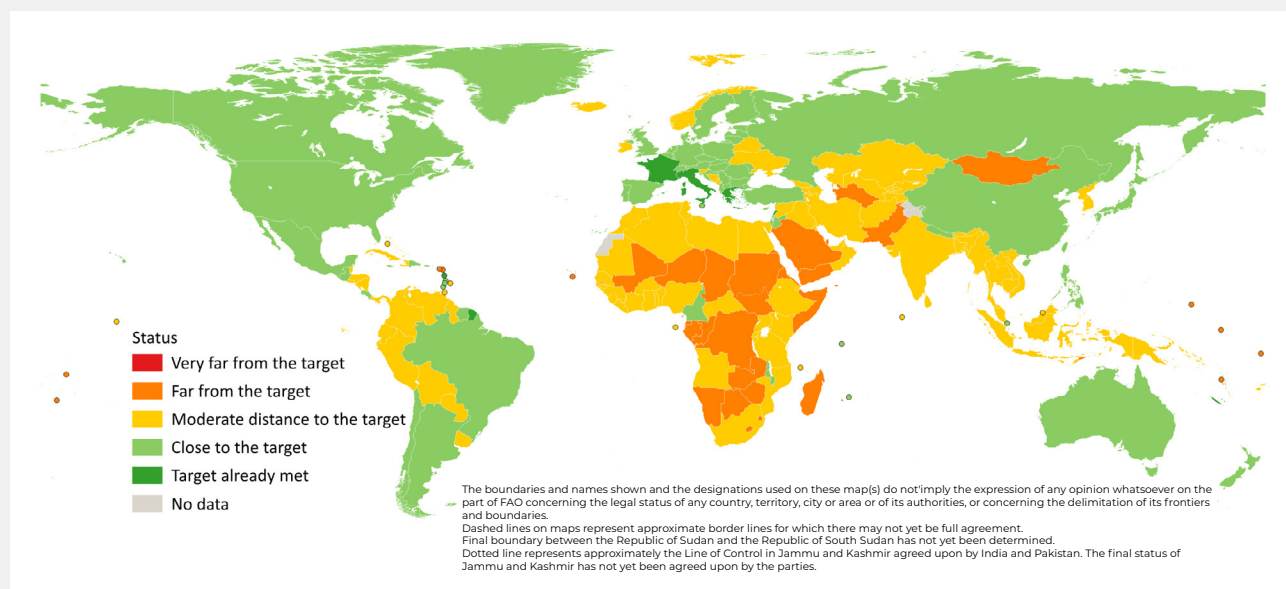 Status
Very far from the target
Far from the target
Moderate distance to the target
Close to the target
Target already met
No data
The boundaries and names shown and the designations used on these map(s) do not'imply the expression of any opinion whatsoever on the
part of FAO concerning the legal status of any country, territory, city or area or of its authorities, or concerning the delimitation of its frontiers
and boundaries.
Dashed lines on maps represent approximate border lines for which there may not yet be full agreement.
Final boundary between the Republic of Sudan and the Republic of South Sudan has not yet been determined.
Dotted line represents approximately the Line of Control in Jammu and Kashmir agreed upon by India and Pakistan. The final status of
Jammu and Kashmir has not yet been agreed upon by the parties.